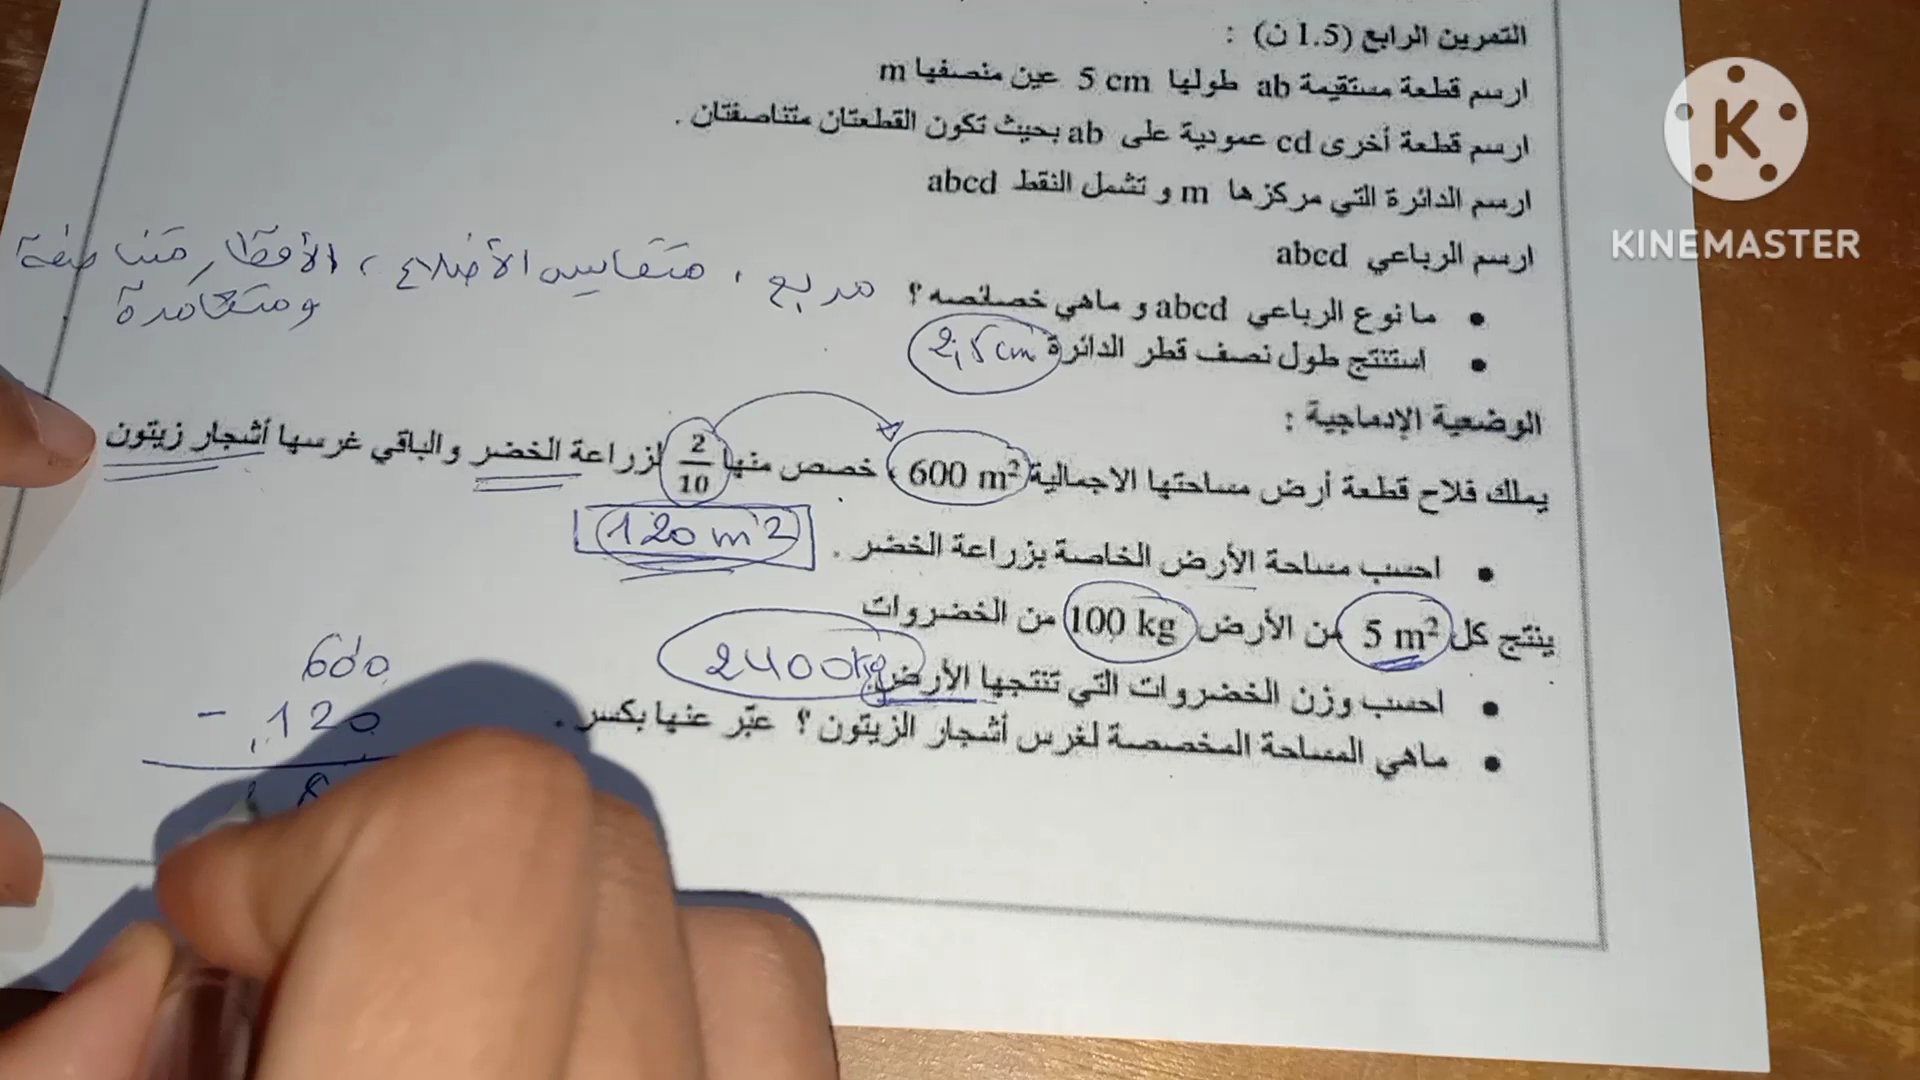 التمرين الرابع (1.5 ن) :
ارسم قطعة مستقيمة ab طولها 5 cm عين منصفها m
ارسم قطعة أخرى cd عمودية على ab بحيث تكون القطعتان متناصفتان .
ارسم الدائرة التي مركزها m و تشمل النقط abcd
ارسم الرباعي abcd
ما نوع الرباعي abcd و ماهي خصائصه ؟ مربع ، متقايس الأضلاع ، الأقطار متناصفة
ومتعامدة
استنتج طول نصف قطر الدائرة 2,5 cm
الوضعية الإدماجية :
يملك فلاح قطعة أرض مساحتها الاجمالية 600 m² ، خصص منها 2/10 لزراعة الخضر والباقي غرسها أشجار زيتون
احسب مساحة الأرض الخاصة بزراعة الخضر . 120 m2
ينتج كل 5 m² من الأرض 100 kg من الخضروات
احسب وزن الخضروات التي تنتجها الأرض 2400 kg
ماهي المساحة المخصصة لغرس أشجار الزيتون ؟ عبّر عنها بكسر .
600
- 120
8
K
KINEMASTER